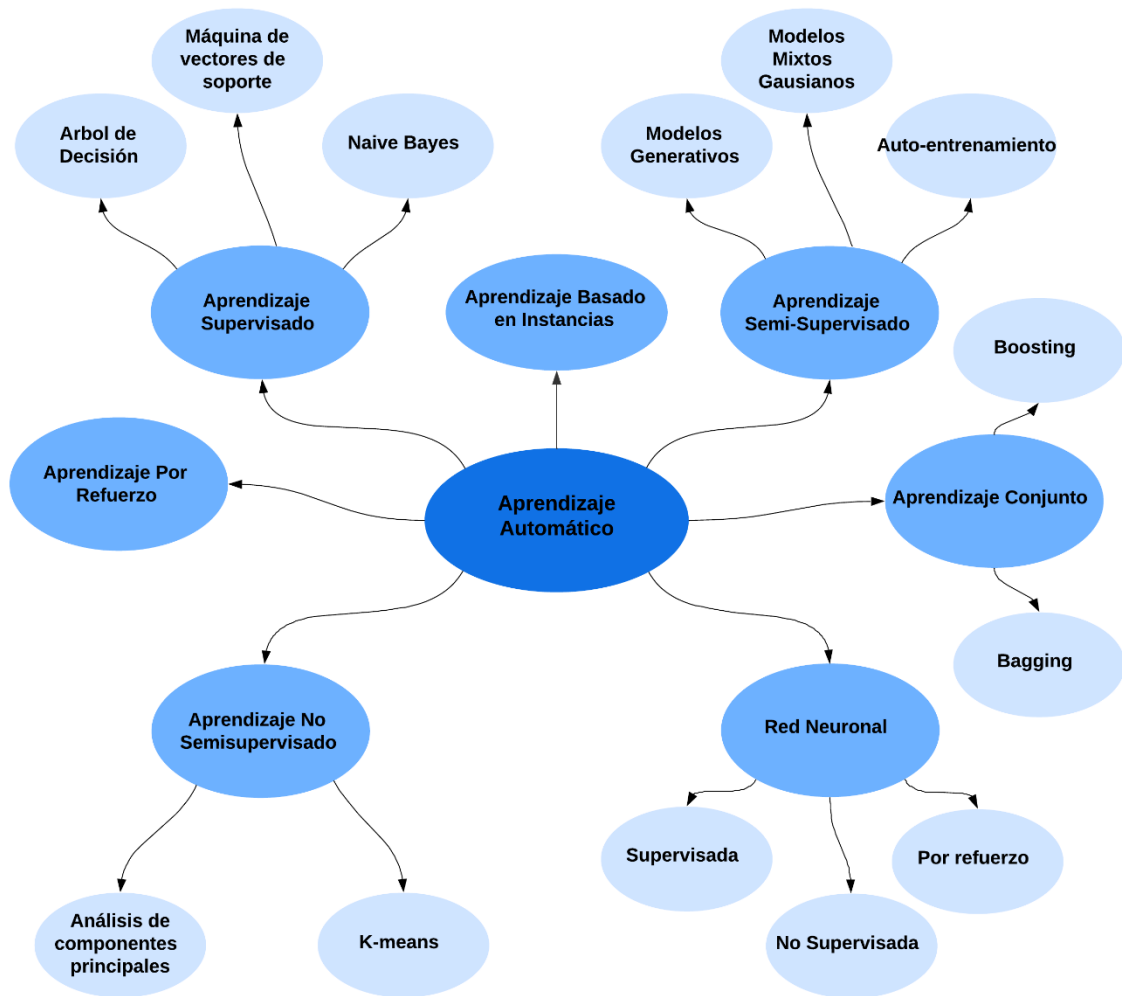 Máquina de
vectores de
soporte
Arbol de
Decisión
Naive Bayes
Aprendizaje
Supervisado
Modelos
Mixtos
Gausianos
Modelos
Generativos
Auto-entrenamiento
Aprendizaje
Semi-Supervisado
Aprendizaje Basado
en Instancias
Boosting
Aprendizaje Conjunto
Bagging
Aprendizaje Por
Refuerzo
Aprendizaje
Automático
Aprendizaje No
Semisupervisado
Análisis de
componentes
principales
K-means
Red Neuronal
Supervisada
No Supervisada
Por refuerzo